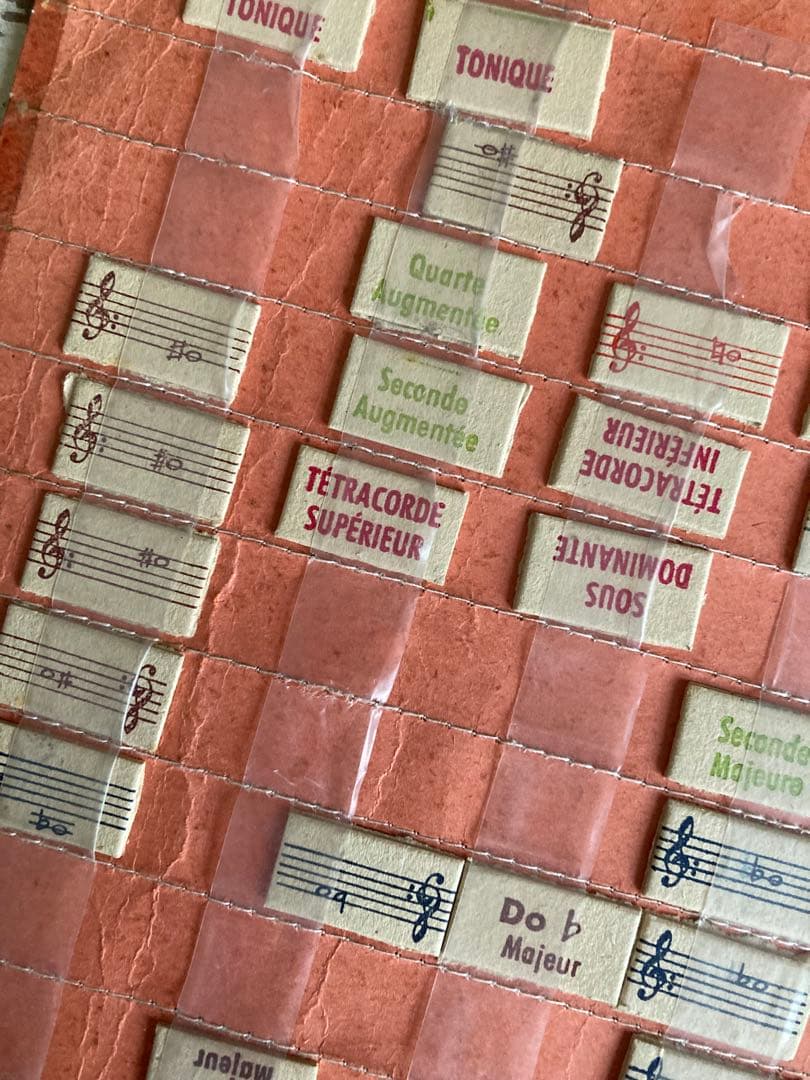 TONIQUE
TONIQUE
Quarte
Augmentée
Seconde
Augmentée
TÉTRACORDE
INFÉRIEUR
TÉTRACORDE
SUPÉRIEUR
SOUS
DOMINANTE
Seconde
Majeure
Do ♭
Majeur
Majeur